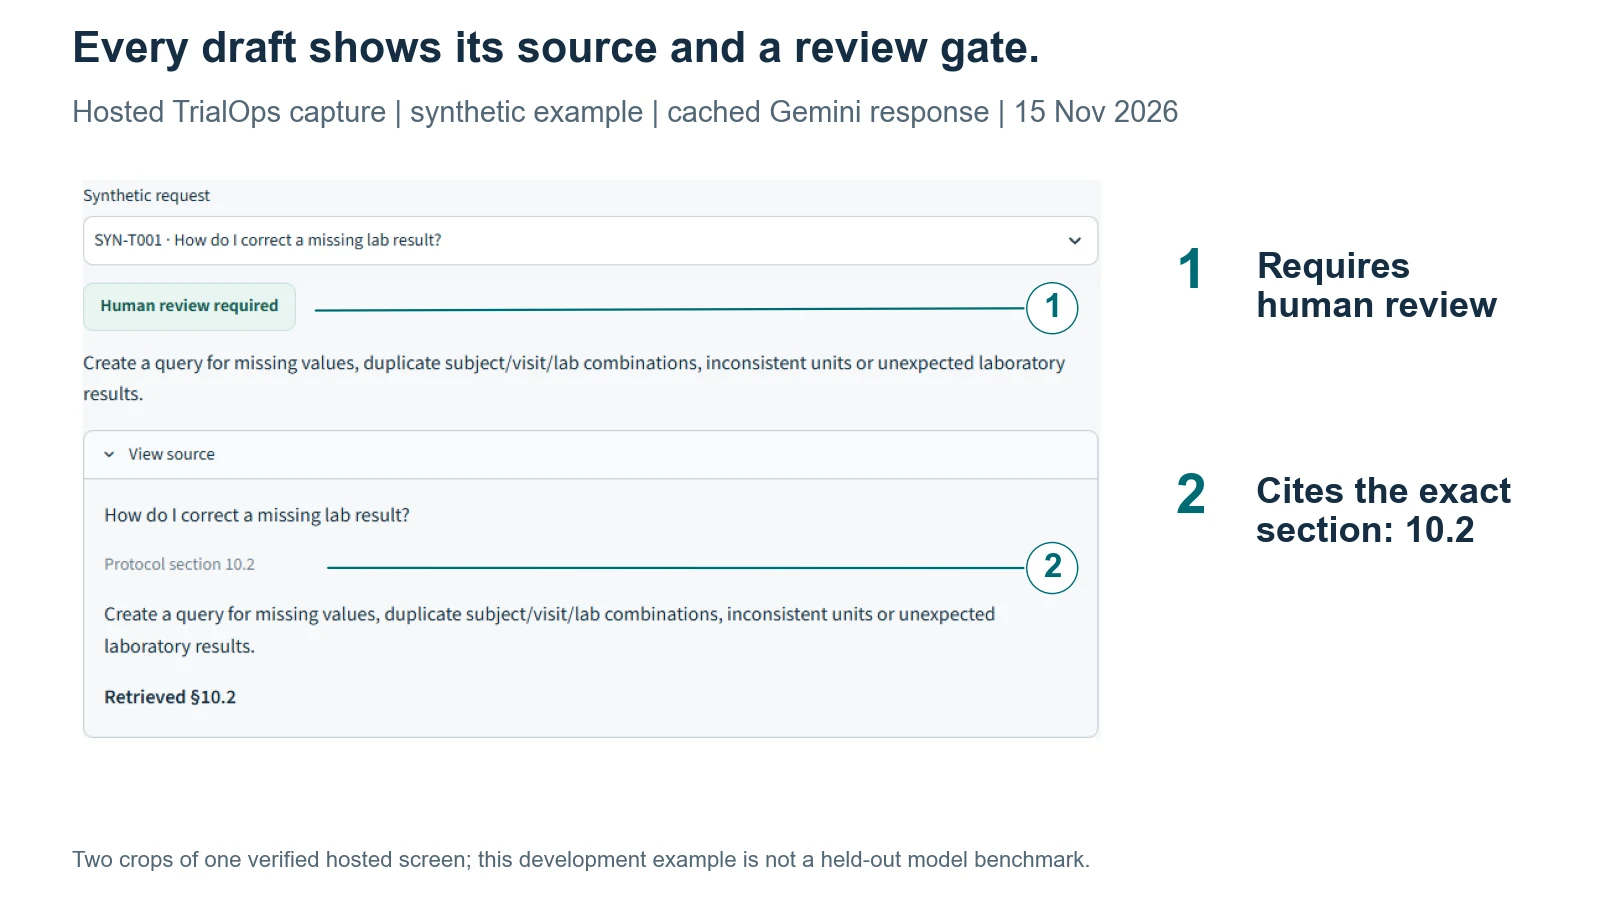 Every draft shows its source and a review gate.
Hosted TrialOps capture | synthetic example | cached Gemini response | 15 Nov 2026
Synthetic request
SYN-T001 · How do I correct a missing lab result?
Human review required
1
Create a query for missing values, duplicate subject/visit/lab combinations, inconsistent units or unexpected laboratory
results.
View source
How do I correct a missing lab result?
Protocol section 10.2
2
Create a query for missing values, duplicate subject/visit/lab combinations, inconsistent units or unexpected
laboratory results.
Retrieved §10.2
1
Requires
human review
2
Cites the exact
section: 10.2
Two crops of one verified hosted screen; this development example is not a held-out model benchmark.